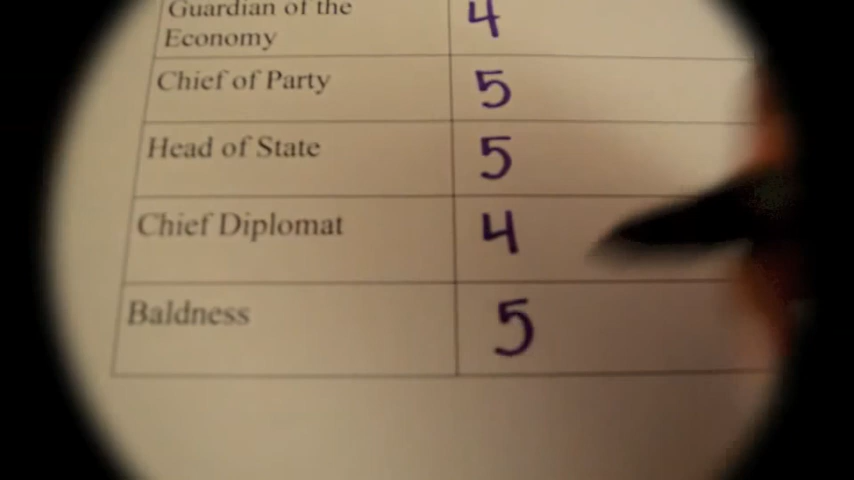 Guardian of the 4
Economy
Chief of Party 5
Head of State 5
Chief Diplomat 4
Baldness 5